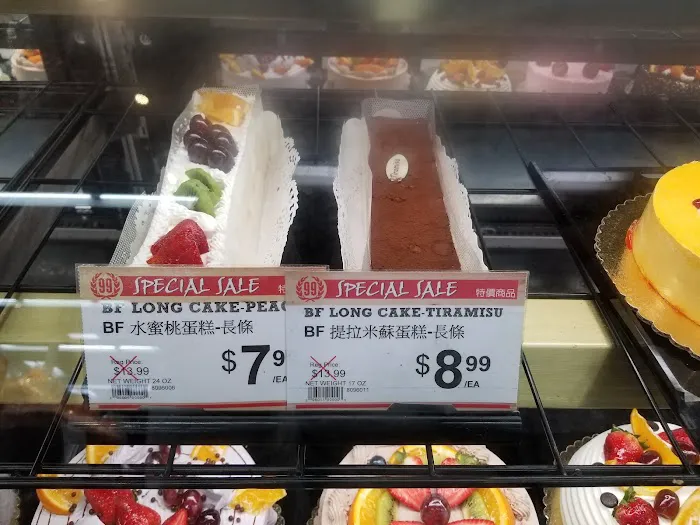 99
SPECIAL SALE
特
BF LONG CAKE-PEAC
BF 水蜜桃蛋糕-長條
Reg Price:
$13.99
$7.9
/EA
NET WEIGHT 24 OZ
99
SPECIAL SALE
特價商品
BF LONG CAKE-TIRAMISU
BF 提拉米蘇蛋糕-長條
Reg Price:
$13.99
$8.99
/EA
NET WEIGHT 17 OZ